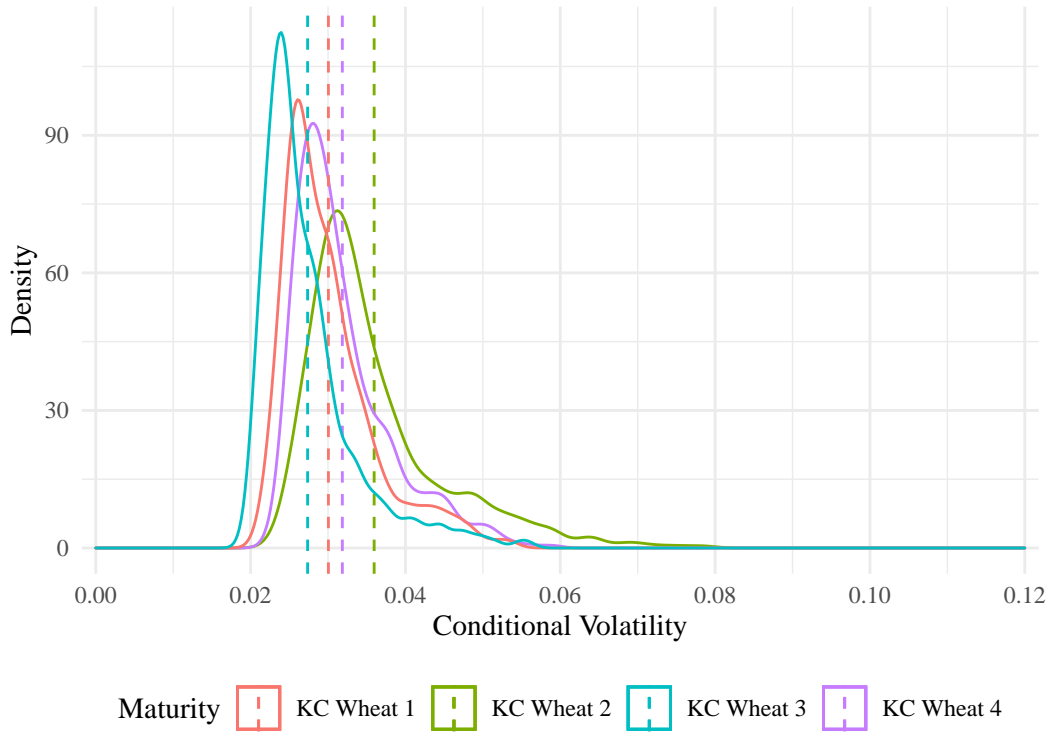 90
60
30
0
Density
0.00 0.02 0.04 0.06 0.08 0.10 0.12
Conditional Volatility
Maturity KC Wheat 1 KC Wheat 2 KC Wheat 3 KC Wheat 4